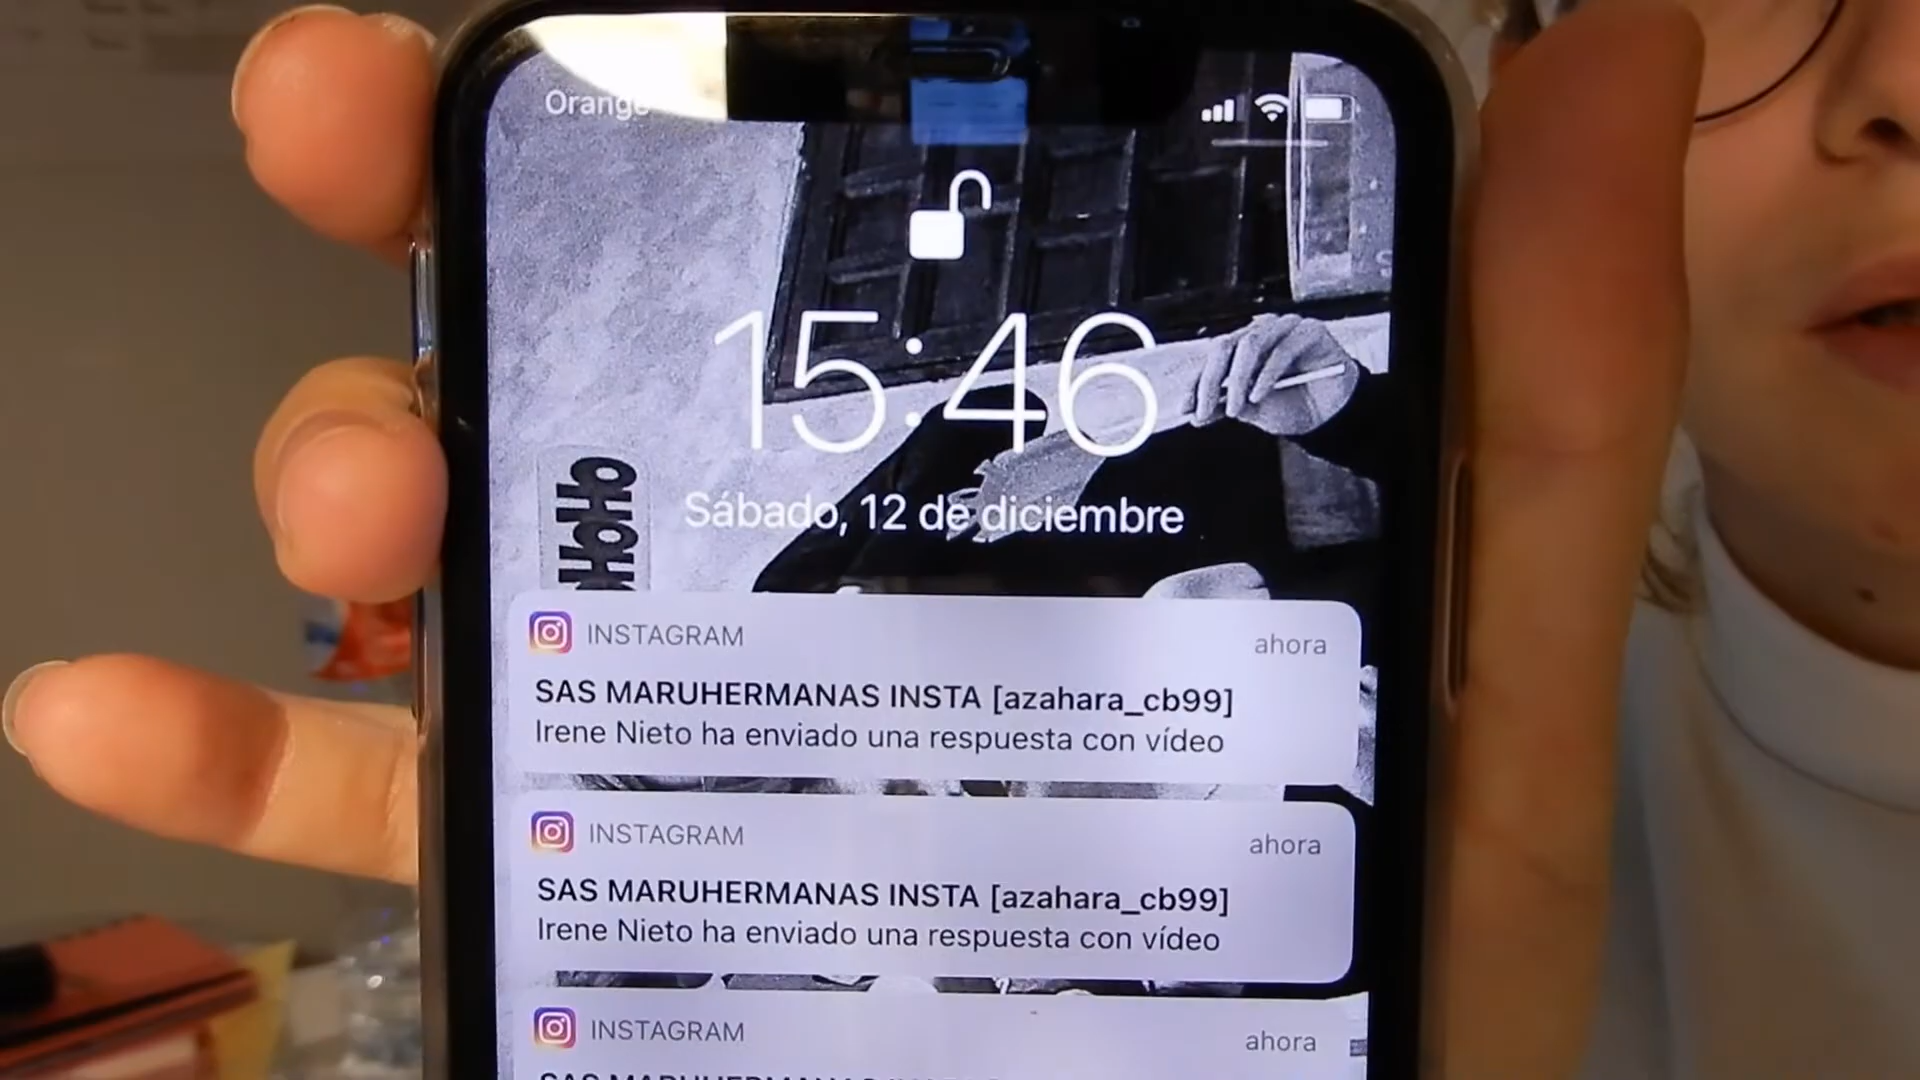 Orange
15:46
Sábado, 12 de diciembre
HoHo
INSTAGRAM
ahora
SAS MARUHERMANAS INSTA [azahara_cb99]
Irene Nieto ha enviado una respuesta con vídeo
INSTAGRAM
ahora
SAS MARUHERMANAS INSTA [azahara_cb99]
Irene Nieto ha enviado una respuesta con vídeo
INSTAGRAM
ahora